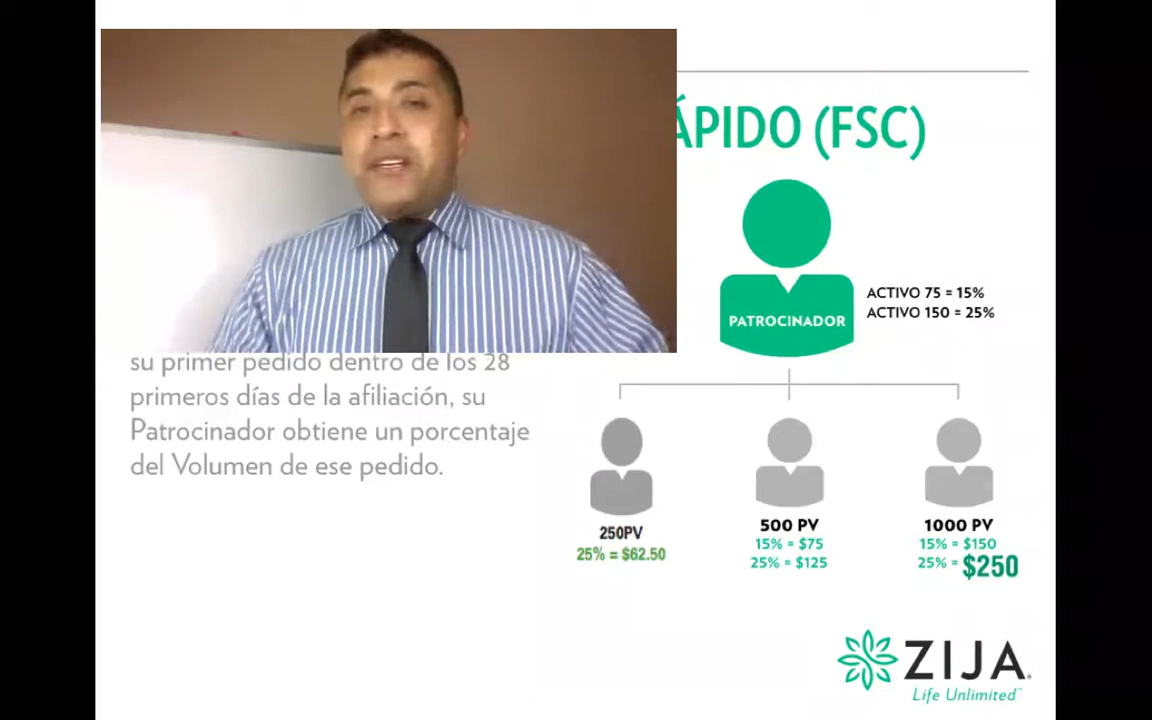 ÁPIDO (FSC)
ACTIVO 75 = 15%
ACTIVO 150 = 25%
PATROCINADOR
su primer pedido dentro de los 28
primeros días de la afiliación, su
Patrocinador obtiene un porcentaje
del Volumen de ese pedido.
250PV
25% = $62.50
500 PV
15% = $75
25% = $125
1000 PV
15% = $150
25% = $250
ZIJA
Life Unlimited™